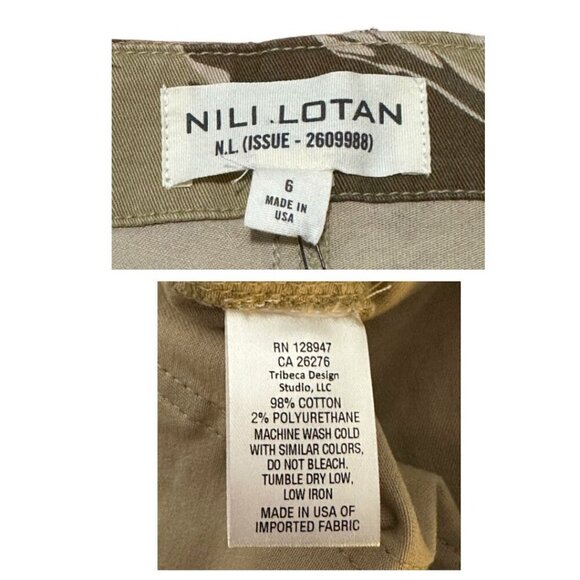 NILI LOTAN
N.L. (ISSUE - 2609988)
6
MADE IN
USA
RN 128947
CA 26276
Tribeca Design
Studio, LLC
98% COTTON
2% POLYURETHANE
MACHINE WASH COLD
WITH SIMILAR COLORS,
DO NOT BLEACH,
TUMBLE DRY LOW,
LOW IRON
MADE IN USA OF
IMPORTED FABRIC